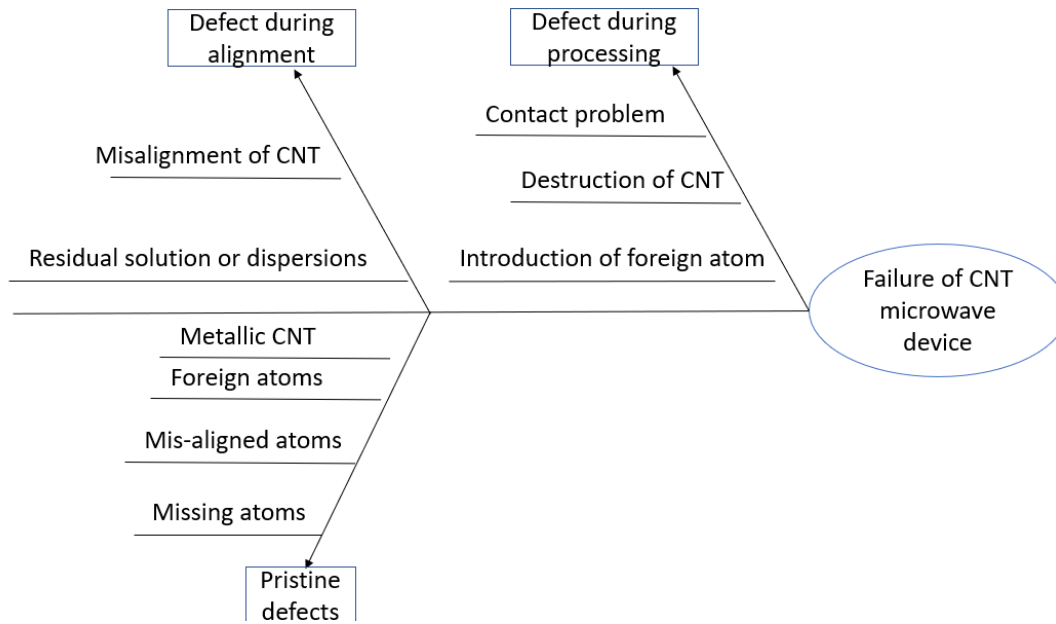 Defect during
alignment
Defect during
processing
Contact problem
Misalignment of CNT
Destruction of CNT
Residual solution or dispersions
Introduction of foreign atom
Failure of CNT
microwave
device
Metallic CNT
Foreign atoms
Mis-aligned atoms
Missing atoms
Pristine
defects